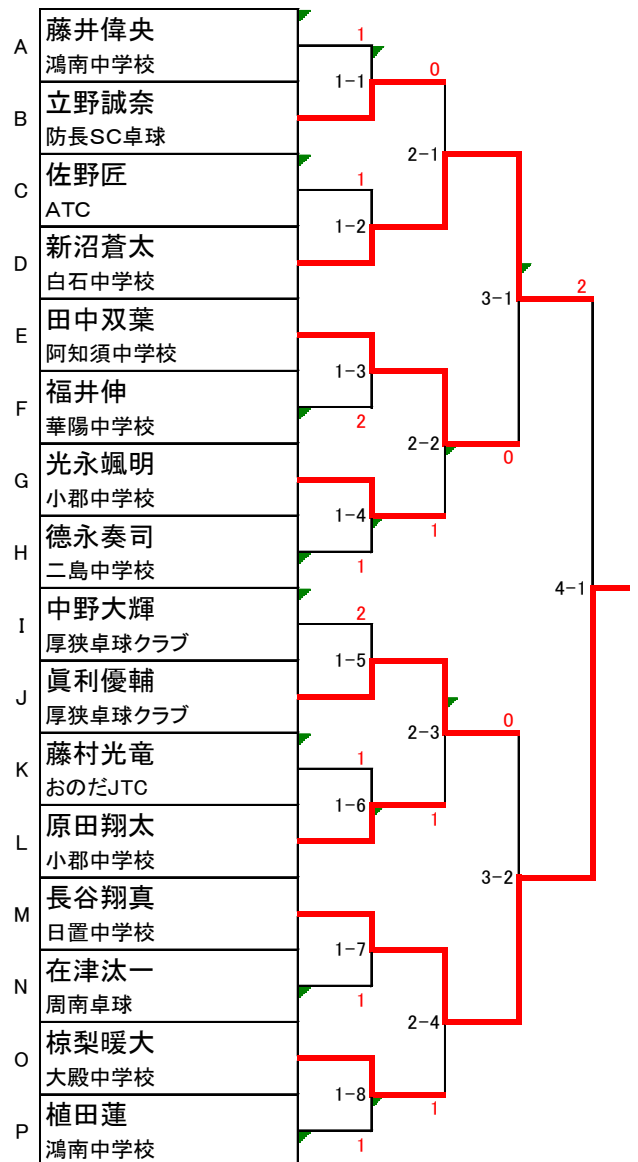 A
藤井偉央
鴻南中学校
1
1-1
0
B
立野誠奈
防長SC卓球
2-1
C
佐野匠
ATC
1
1-2
D
新沼蒼太
白石中学校
3-1
2
E
田中双葉
阿知須中学校
1-3
F
福井伸
華陽中学校
2
2-2
0
G
光永颯明
小郡中学校
1-4
1
H
德永奏司
二島中学校
1
4-1
I
中野大輝
厚狭卓球クラブ
2
1-5
J
眞利優輔
厚狭卓球クラブ
2-3
0
K
藤村光竜
おのだJTC
1
1-6
1
L
原田翔太
小郡中学校
3-2
M
長谷翔真
日置中学校
1-7
N
在津汰一
周南卓球
1
2-4
O
椋梨暖大
大殿中学校
1-8
1
P
植田蓮
鴻南中学校
1